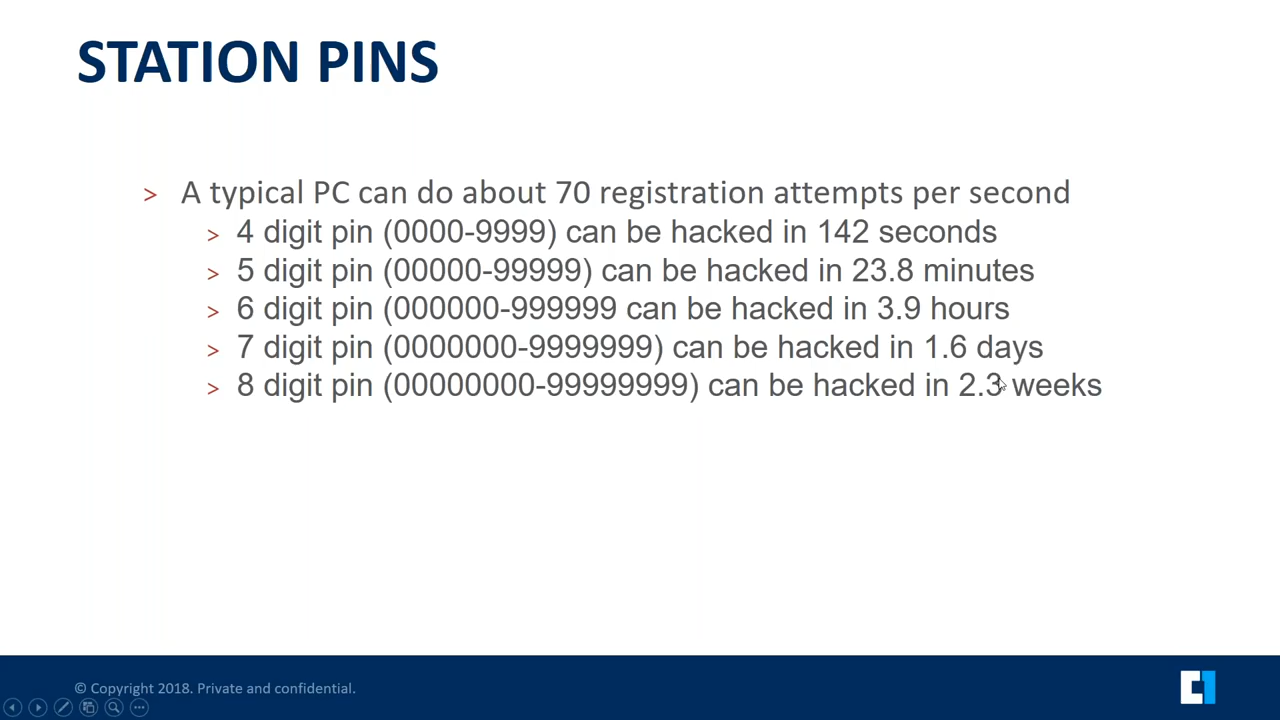 STATION PINS
> A typical PC can do about 70 registration attempts per second
> 4 digit pin (0000-9999) can be hacked in 142 seconds
> 5 digit pin (00000-99999) can be hacked in 23.8 minutes
> 6 digit pin (000000-999999 can be hacked in 3.9 hours
> 7 digit pin (0000000-9999999) can be hacked in 1.6 days
> 8 digit pin (00000000-99999999) can be hacked in 2.3 weeks
© Copyright 2018. Private and confidential.